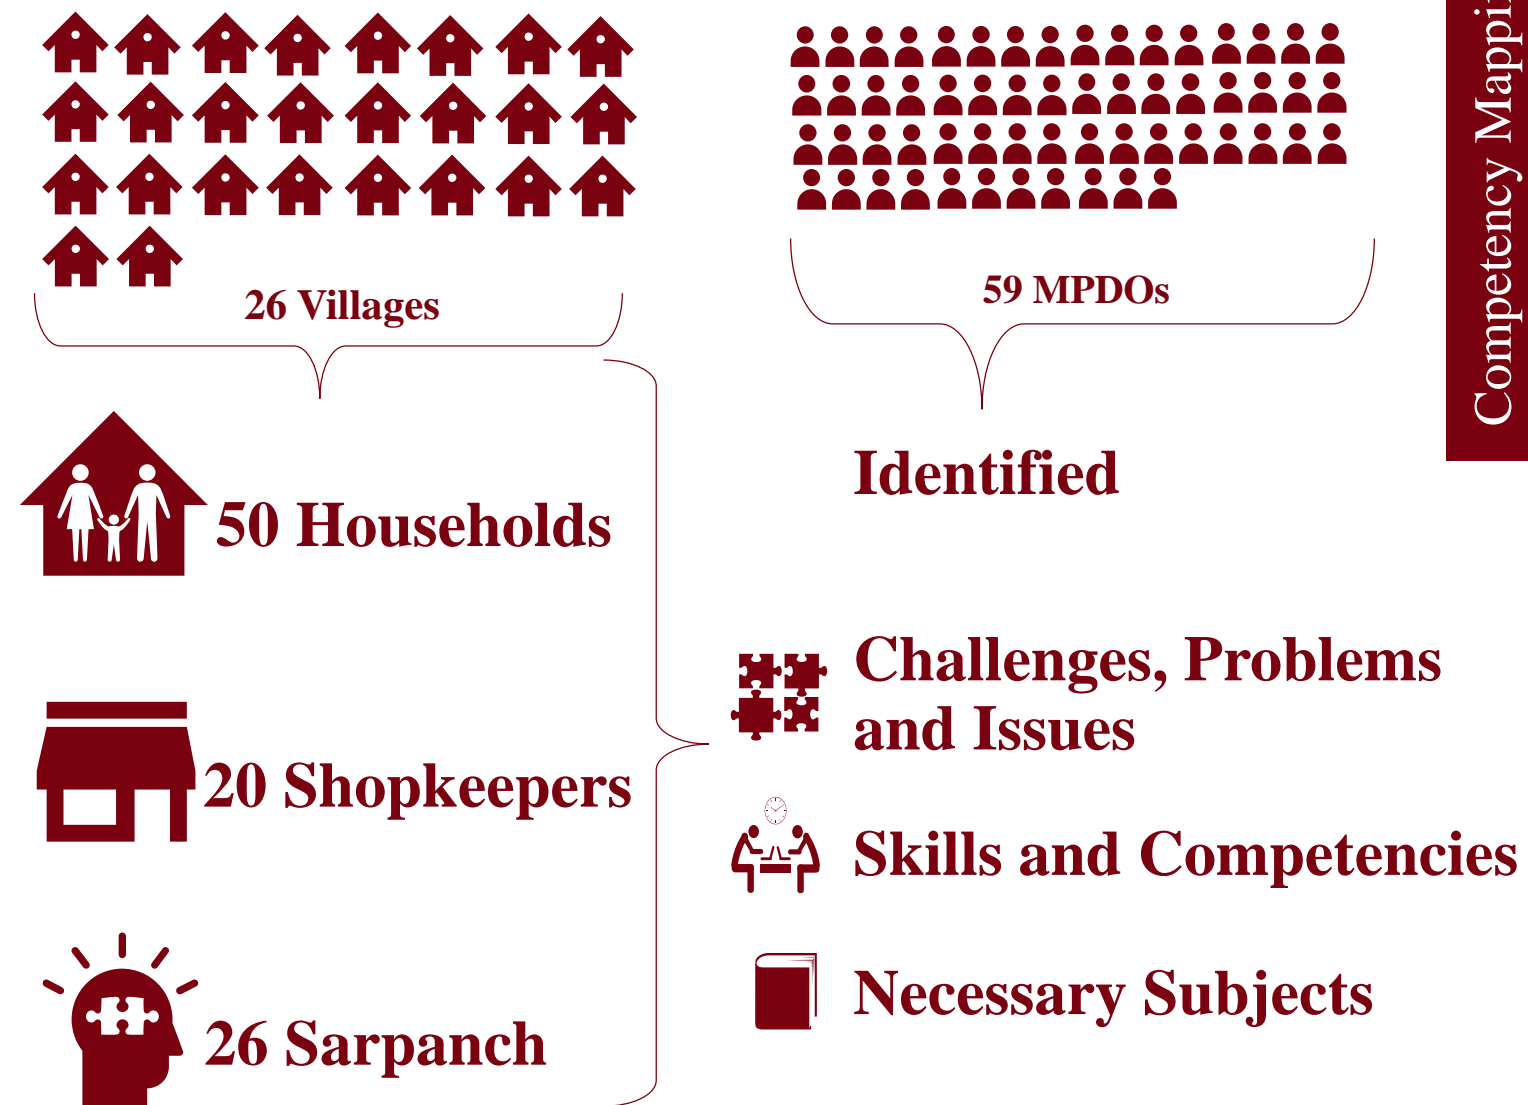 26 Villages
50 Households
20 Shopkeepers
26 Sarpanch
59 MPDOs
Identified
Challenges, Problems
and Issues
Skills and Competencies
Necessary Subjects
Competency